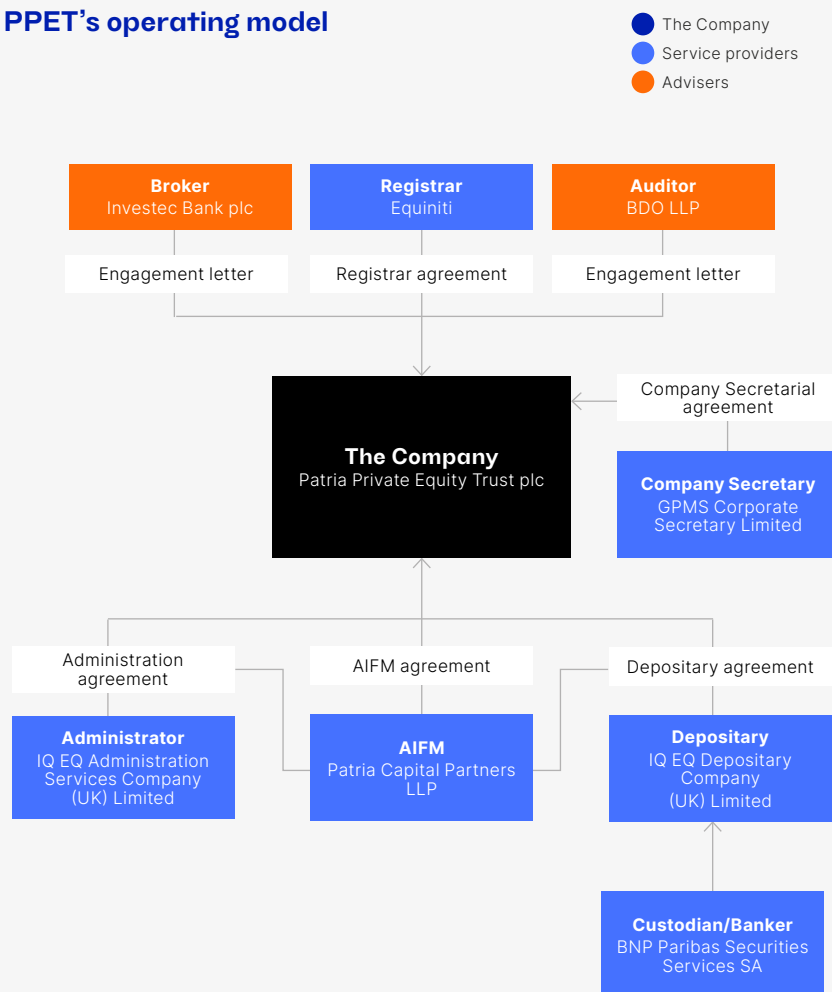 PPET's operating model
The Company
Service providers
Advisers
Broker
Investec Bank plc
Registrar
Equiniti
Auditor
BDO LLP
Engagement letter
Registrar agreement
Engagement letter
The Company
Patria Private Equity Trust plc
Company Secretarial
agreement
Company Secretary
GPMS Corporate
Secretary Limited
Administration
agreement
AIFM agreement
Depositary agreement
Administrator
IQ EQ Administration
Services Company
(UK) Limited
AIFM
Patria Capital Partners
LLP
Depositary
IQ EQ Depositary
Company
(UK) Limited
Custodian/Banker
BNP Paribas Securities
Services SA